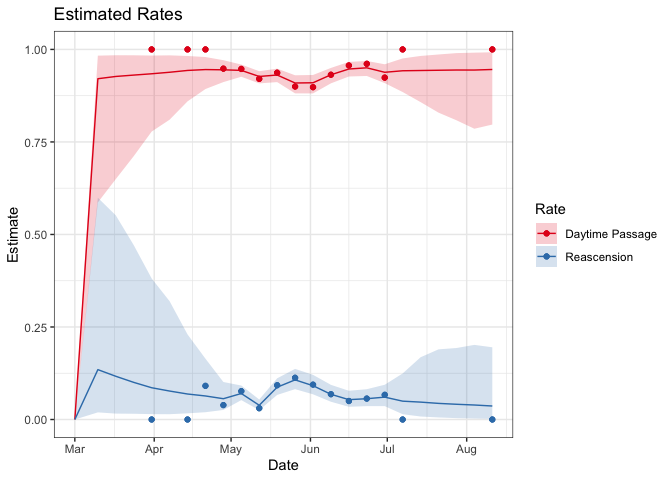 Estimated Rates
Estimate
1.00
0.75
0.50
0.25
0.00
Mar Apr May Jun Jul Aug
Date
Rate
Daytime Passage
Reascension